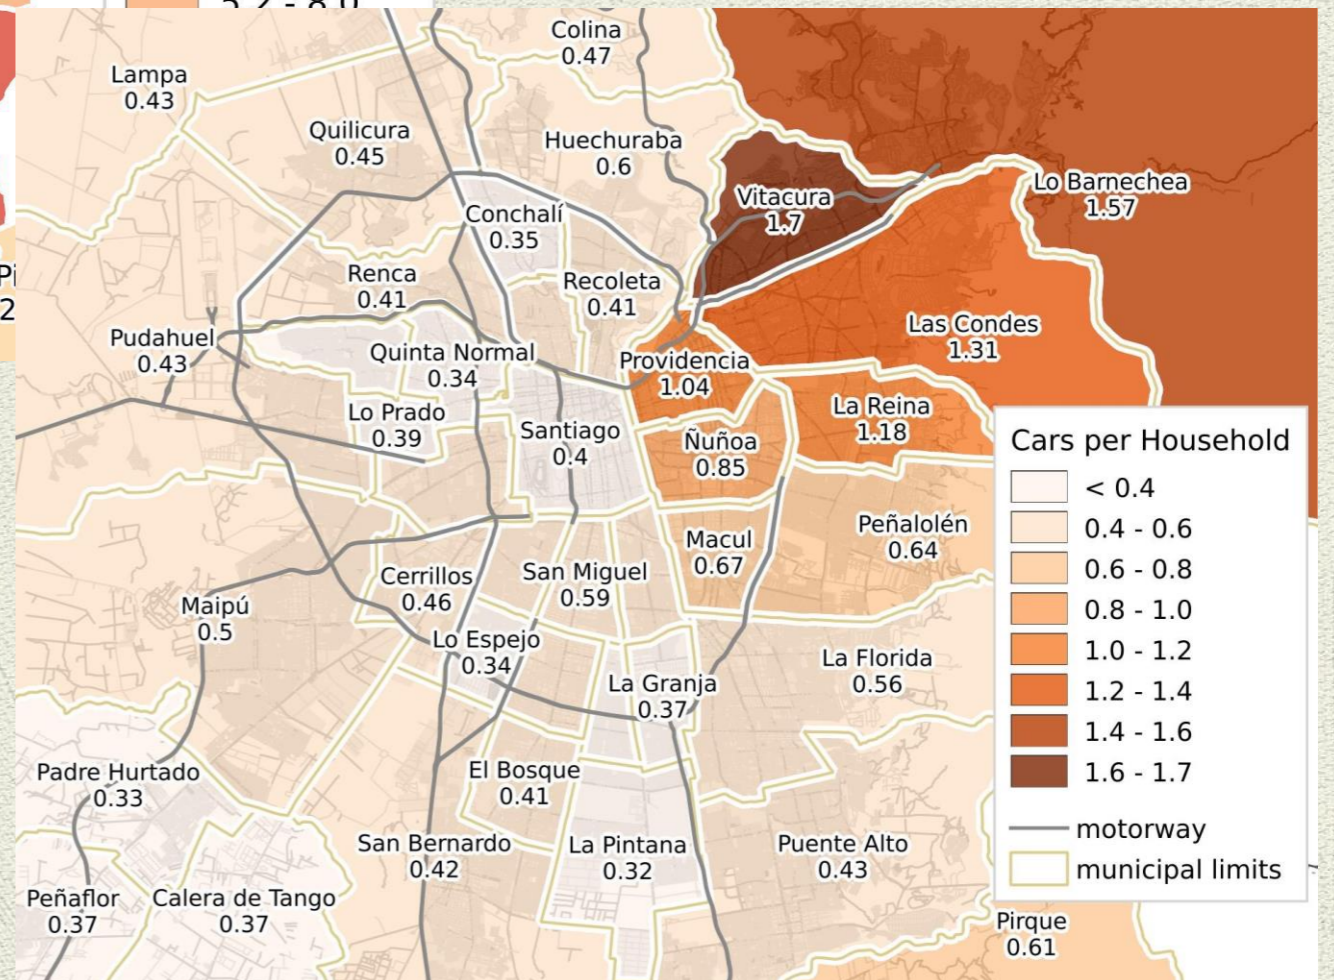 5.2 - 8.0
Colina
0.47
Lampa
0.43
Quilicura
0.45
Huechuraba
0.6
Vitacura
1.7
Lo Barnechea
1.57
Conchalí
0.35
Renca
0.41
Recoleta
0.41
Pi
2
Pudahuel
0.43
Quinta Normal
0.34
Providencia
1.04
Las Condes
1.31
Lo Prado
0.39
Santiago
0.4
Ñuñoa
0.85
La Reina
1.18
Macul
0.67
Peñalolén
0.64
Cerrillos
0.46
San Miguel
0.59
Maipú
0.5
Lo Espejo
0.34
La Granja
0.37
La Florida
0.56
Padre Hurtado
0.33
El Bosque
0.41
San Bernardo
0.42
La Pintana
0.32
Puente Alto
0.43
Peñaflor
0.37
Calera de Tango
0.37
Pirque
0.61
Cars per Household
< 0.4
0.4 - 0.6
0.6 - 0.8
0.8 - 1.0
1.0 - 1.2
1.2 - 1.4
1.4 - 1.6
1.6 - 1.7
motorway
municipal limits